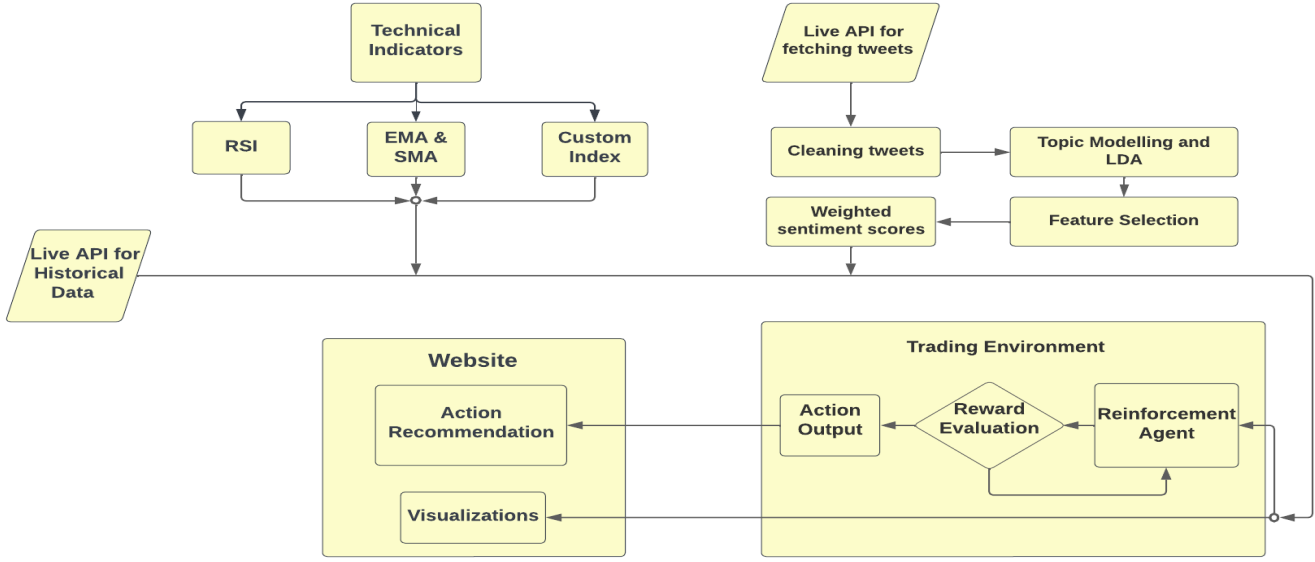 Technical
Indicators
Live API for
fetching tweets
RSI
EMA &
SMA
Custom
Index
Cleaning tweets
Topic Modelling and
LDA
Weighted
sentiment scores
Feature Selection
Live API for
Historical
Data
Website
Action
Recommendation
Visualizations
Trading Environment
Action
Output
Reward
Evaluation
Reinforcement
Agent